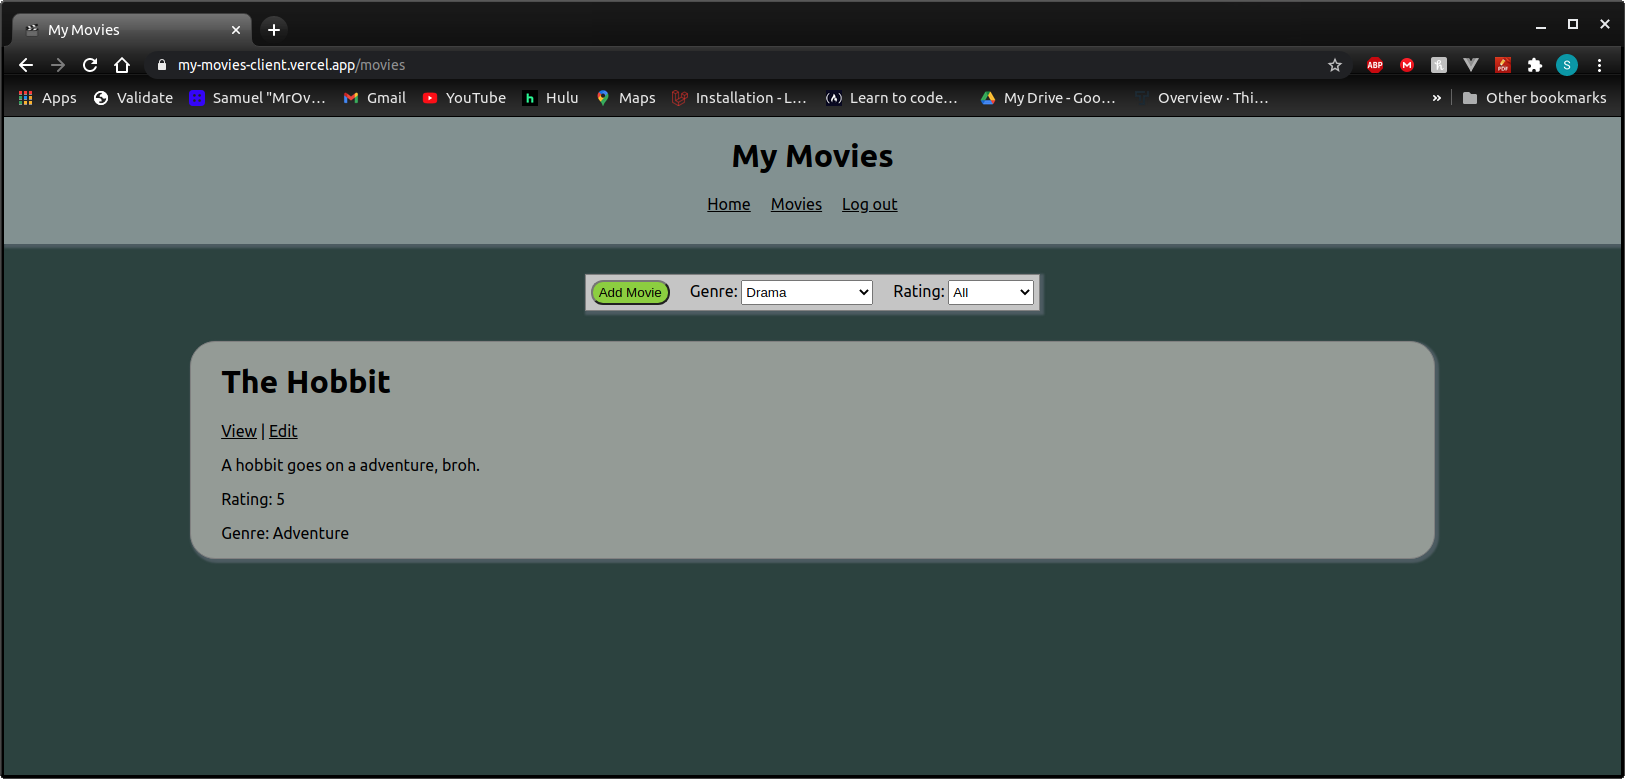 My Movies
my-movies-client.vercel.app/movies
ABP
M
PDF
S
Apps
Validate
Samuel "MrOv...
Gmail
YouTube
h
Hulu
Maps
Installation - L...
Learn to code...
My Drive - Goo...
Overview · Thi...
»
Other bookmarks
My Movies
Home Movies Log out
Add Movie Genre: Drama Rating: All
The Hobbit
View | Edit
A hobbit goes on a adventure, broh.
Rating: 5
Genre: Adventure